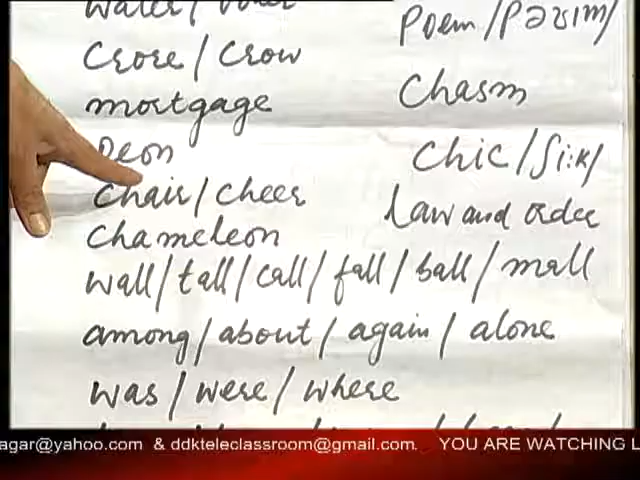 Poem / Pəʊɪm /
Crore / Crow
Chasm
mortgage
Peon
Chic / ʃi:k /
Chair / cheer
Law and order
Chameleon
wall / tall / call / fall / ball / mall
among / about / again / alone
was / were / where
agar@yahoo.com & ddkteleclassroom@gmail.com. YOU ARE WATCHING L